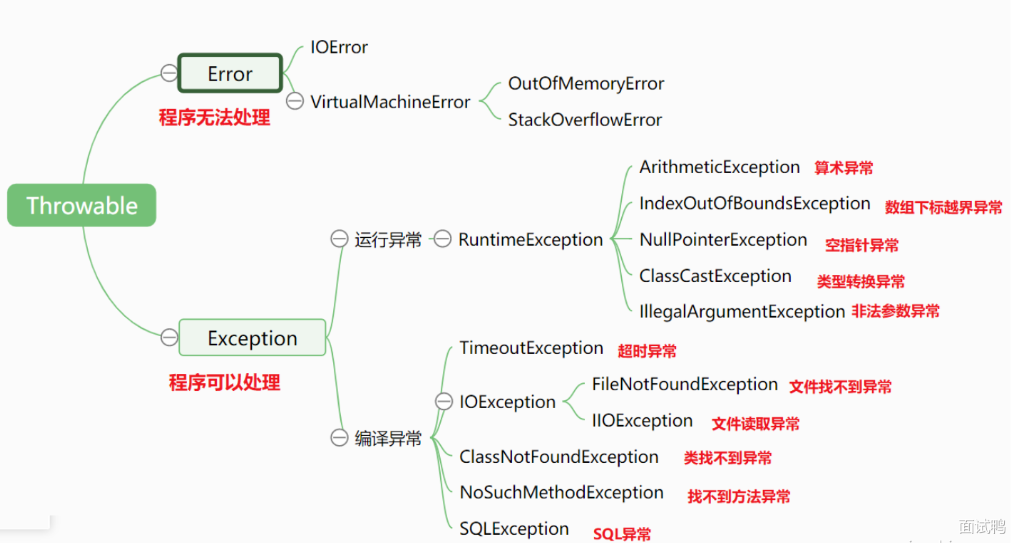 IOError
Error
VirtualMachineError
OutOfMemoryError
StackOverflowError
程序无法处理
Throwable
ArithmeticException 算术异常
IndexOutOfBoundsException 数组下标越界异常
运行异常
RuntimeException
NullPointerException 空指针异常
ClassCastException 类型转换异常
IllegalArgumentException 非法参数异常
Exception
程序可以处理
TimeoutException 超时异常
IOException
FileNotFoundException 文件找不到异常
IIOException 文件读取异常
编译异常
ClassNotFoundException 类找不到异常
NoSuchMethodException 找不到方法异常
SQLException SQL异常
面试鸭